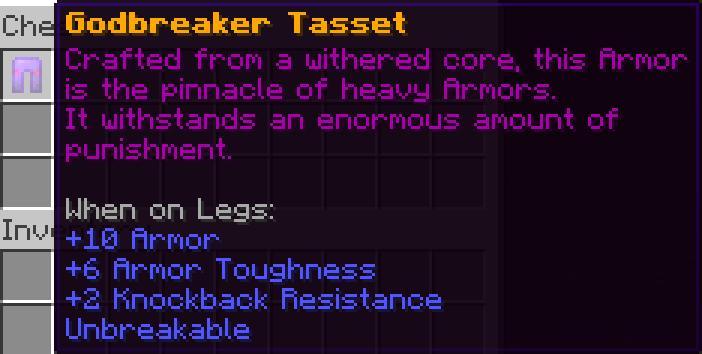 Che
Godbreaker Tasset
Crafted from a withered core, this Armor
is the pinnacle of heavy Armors.
It withstands an enormous amount of
punishment.
When on Legs:
Inve
+10 Armor
+6 Armor Toughness
+2 Knockback Resistance
Unbreakable